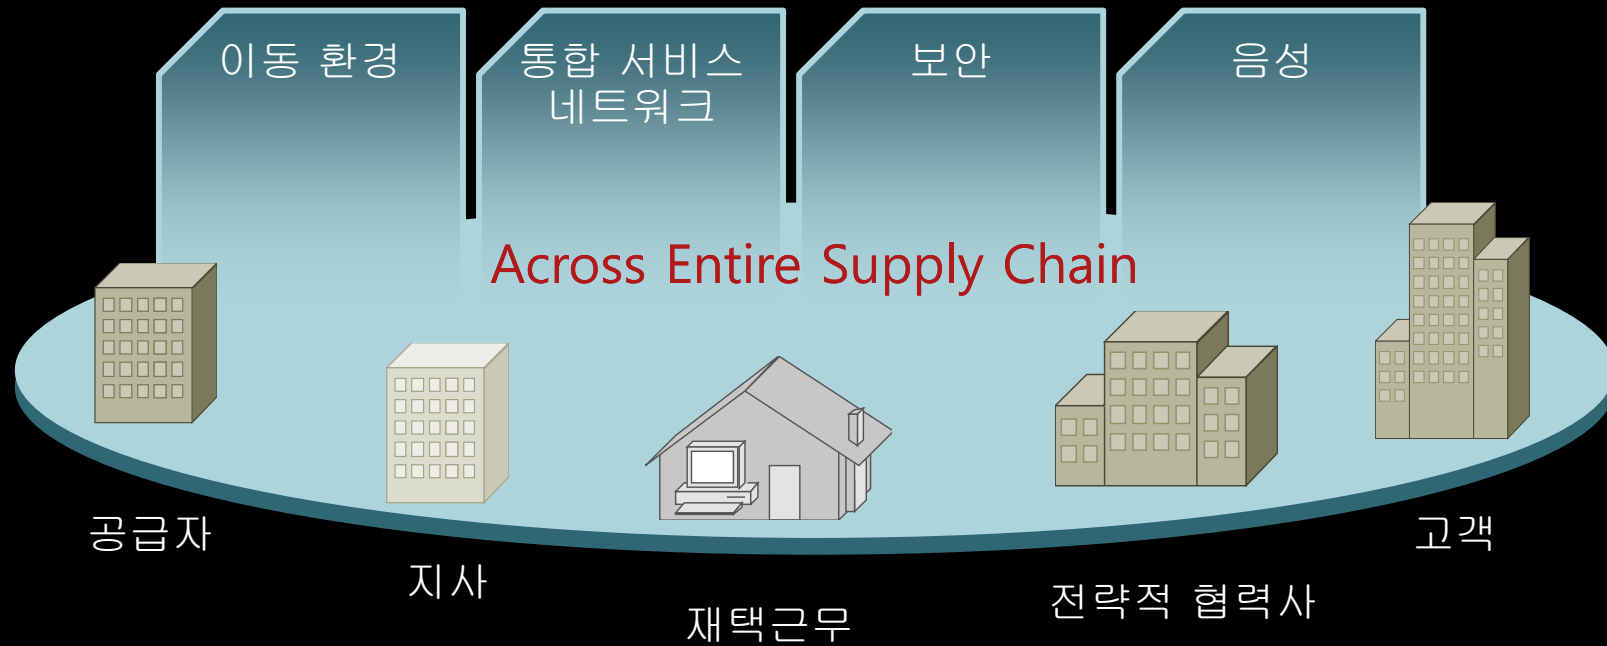 이동 환경
통합 서비스
네트워크
보안
음성
Across Entire Supply Chain
공급자
지사
재택근무
전략적 협력사
고객